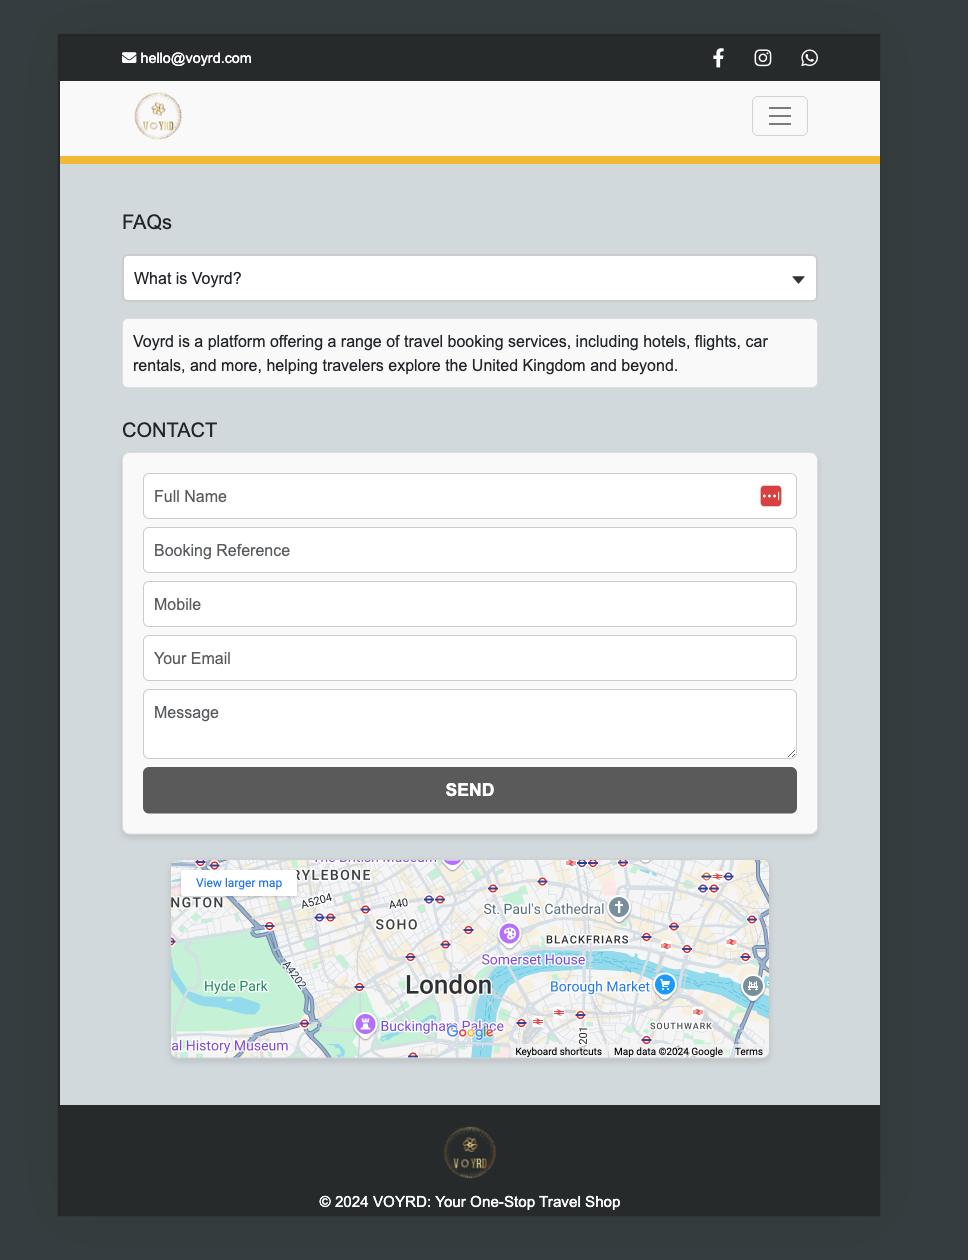 hello@voyrd.com
VOYRD
FAQs
What is Voyrd?
Voyrd is a platform offering a range of travel booking services, including hotels, flights, car
rentals, and more, helping travelers explore the United Kingdom and beyond.
CONTACT
Full Name
Booking Reference
Mobile
Your Email
Message
SEND
The British Museum
RYLEBONE
View larger map
NGTON
A5204
A40
SOHO
St. Paul's Cathedral
BLACKFRIARS
Somerset House
A4202
Hyde Park
London
Borough Market
Buckingham Palace
Google
SOUTHWARK
201
al History Museum
Keyboard shortcuts
Map data ©2024 Google
Terms
VOYRD
© 2024 VOYRD: Your One-Stop Travel Shop